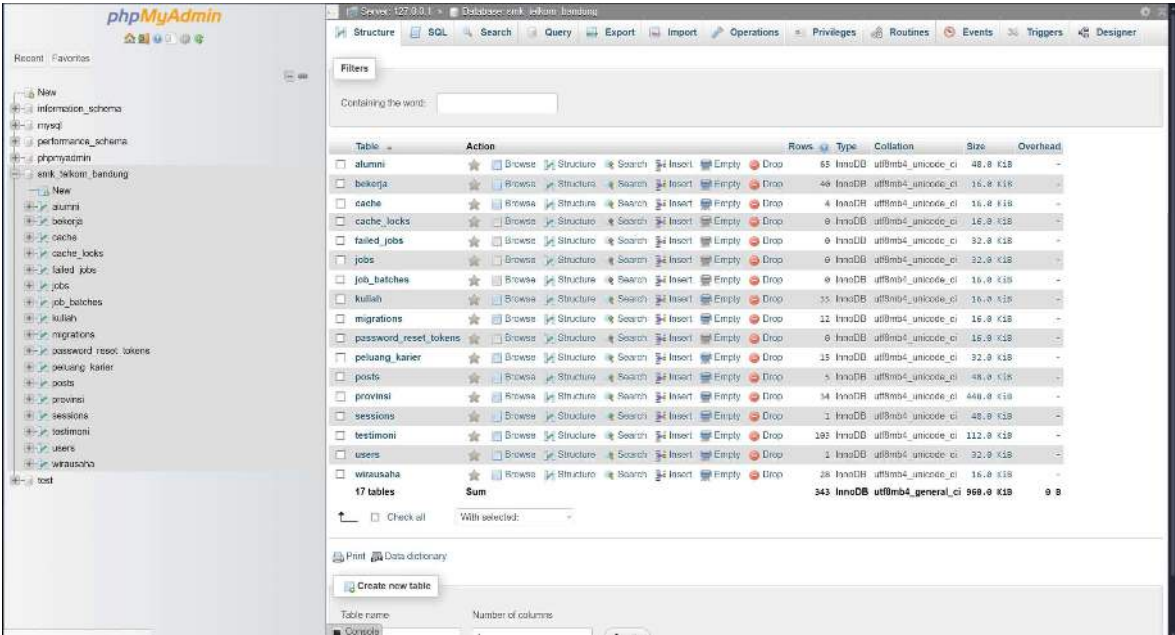 phpMyAdmin
Recent Favorites
New
information_schema
mysql
performance_schema
phpmyadmin
smk_telkom_bandung
New
alumni
bekerja
cache
cache_locks
failed_jobs
jobs
job_batches
kuliah
migrations
password_reset_tokens
peluang_karier
posts
provinsi
sessions
testimoni
users
wirausaha
test
Server: 127.0.0.1 » Database: smk_telkom_bandung
Structure SQL Search Query Export Import Operations Privileges Routines Events Triggers Designer
Filters
Containing the word:
Table Action Rows Type Collation Size Overhead
alumni Browse Structure Search Insert Empty Drop 65 InnoDB utf8mb4_unicode_ci 48.0 KiB -
bekerja Browse Structure Search Insert Empty Drop 40 InnoDB utf8mb4_unicode_ci 16.0 KiB -
cache Browse Structure Search Insert Empty Drop 4 InnoDB utf8mb4_unicode_ci 16.0 KiB -
cache_locks Browse Structure Search Insert Empty Drop 0 InnoDB utf8mb4_unicode_ci 16.0 KiB -
failed_jobs Browse Structure Search Insert Empty Drop 0 InnoDB utf8mb4_unicode_ci 32.0 KiB -
jobs Browse Structure Search Insert Empty Drop 0 InnoDB utf8mb4_unicode_ci 32.0 KiB -
job_batches Browse Structure Search Insert Empty Drop 0 InnoDB utf8mb4_unicode_ci 16.0 KiB -
kuliah Browse Structure Search Insert Empty Drop 35 InnoDB utf8mb4_unicode_ci 16.0 KiB -
migrations Browse Structure Search Insert Empty Drop 12 InnoDB utf8mb4_unicode_ci 16.0 KiB -
password_reset_tokens Browse Structure Search Insert Empty Drop 0 InnoDB utf8mb4_unicode_ci 16.0 KiB -
peluang_karier Browse Structure Search Insert Empty Drop 15 InnoDB utf8mb4_unicode_ci 32.0 KiB -
posts Browse Structure Search Insert Empty Drop 5 InnoDB utf8mb4_unicode_ci 48.0 KiB -
provinsi Browse Structure Search Insert Empty Drop 34 InnoDB utf8mb4_unicode_ci 448.0 KiB -
sessions Browse Structure Search Insert Empty Drop 1 InnoDB utf8mb4_unicode_ci 48.0 KiB -
testimoni Browse Structure Search Insert Empty Drop 103 InnoDB utf8mb4_unicode_ci 112.0 KiB -
users Browse Structure Search Insert Empty Drop 1 InnoDB utf8mb4_unicode_ci 32.0 KiB -
wirausaha Browse Structure Search Insert Empty Drop 28 InnoDB utf8mb4_unicode_ci 16.0 KiB -
17 tables Sum 343 InnoDB utf8mb4_general_ci 960.0 KiB 0 B
Check all With selected:
Print Data dictionary
Create new table
Table name Number of columns
Console